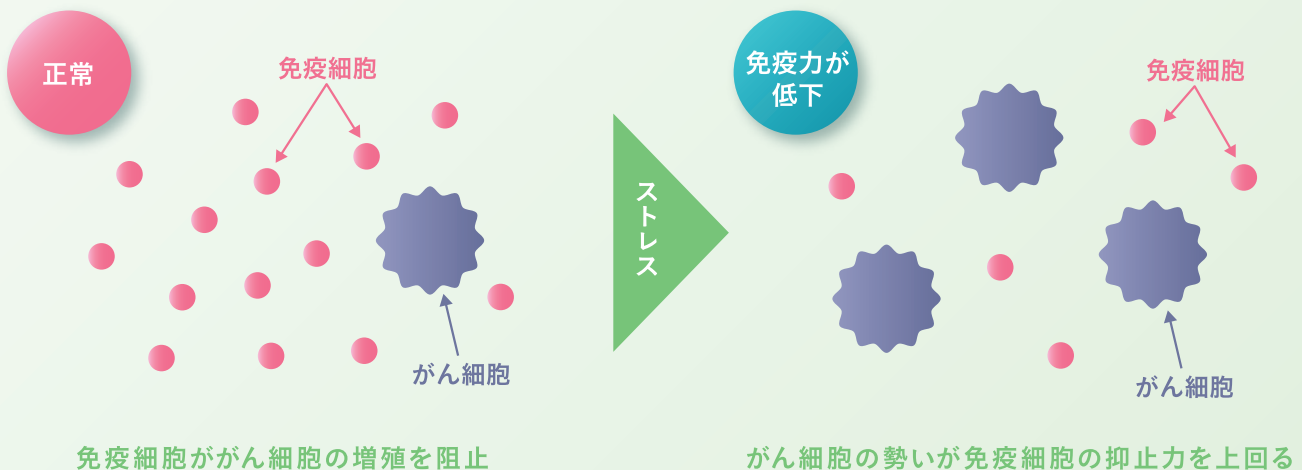 正常
免疫細胞
がん細胞
免疫細胞ががん細胞の増殖を阻止
ストレス
免疫力が
低下
免疫細胞
がん細胞
がん細胞の勢いが免疫細胞の抑止力を上回る